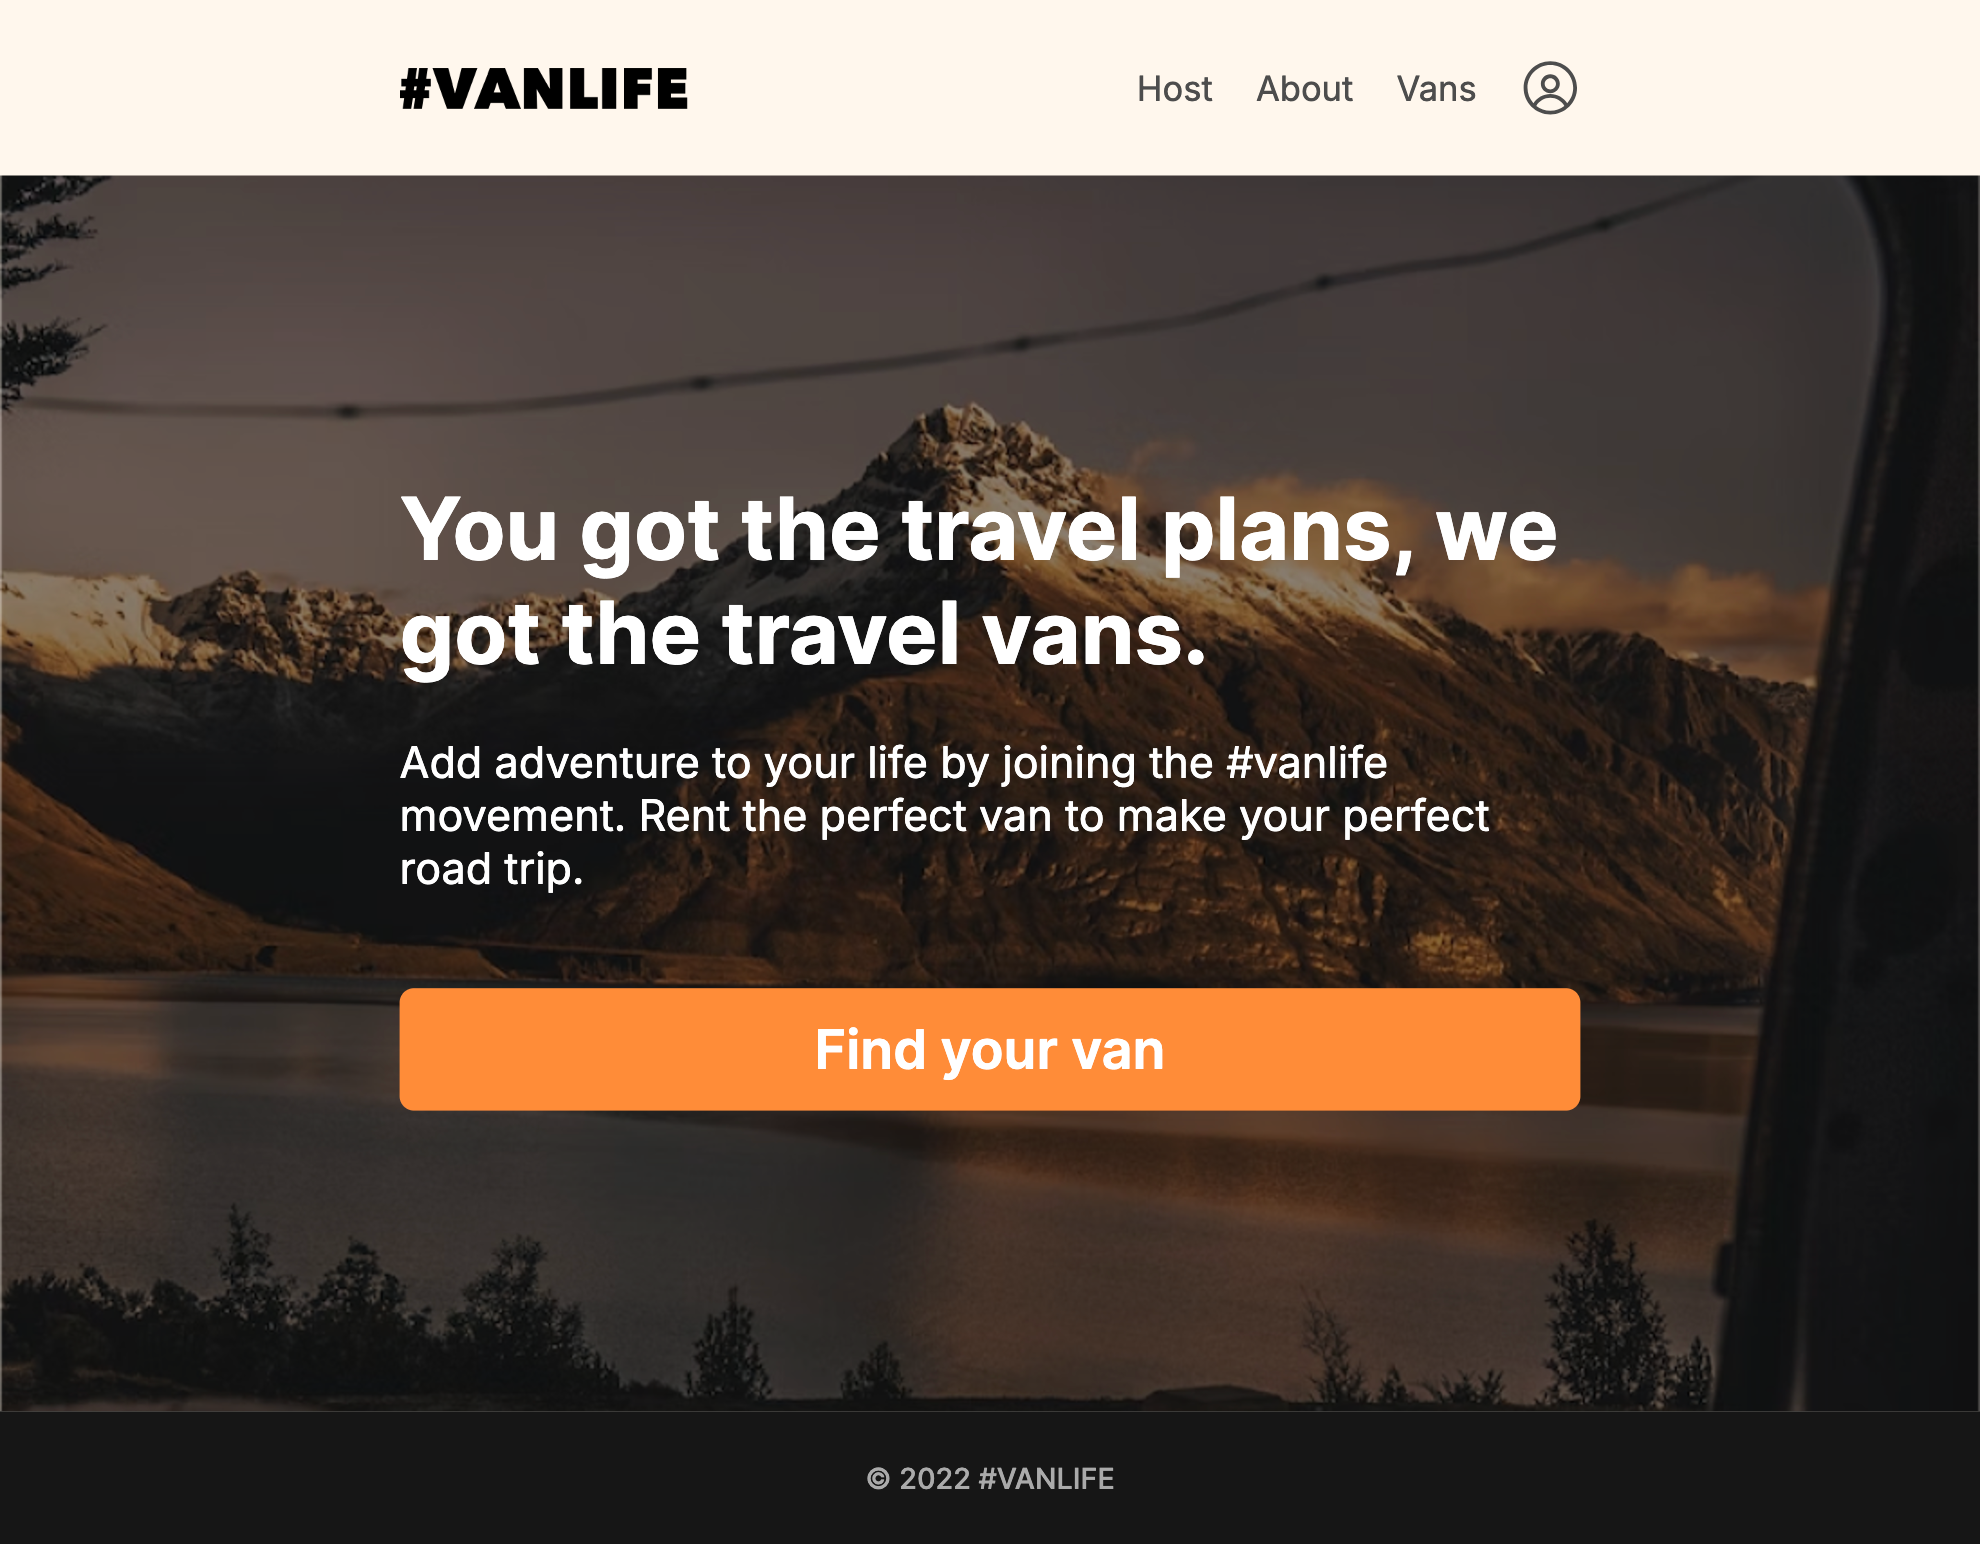 #VANLIFE
Host About Vans
You got the travel plans, we
got the travel vans.
Add adventure to your life by joining the #vanlife
movement. Rent the perfect van to make your perfect
road trip.
Find your van
© 2022 #VANLIFE